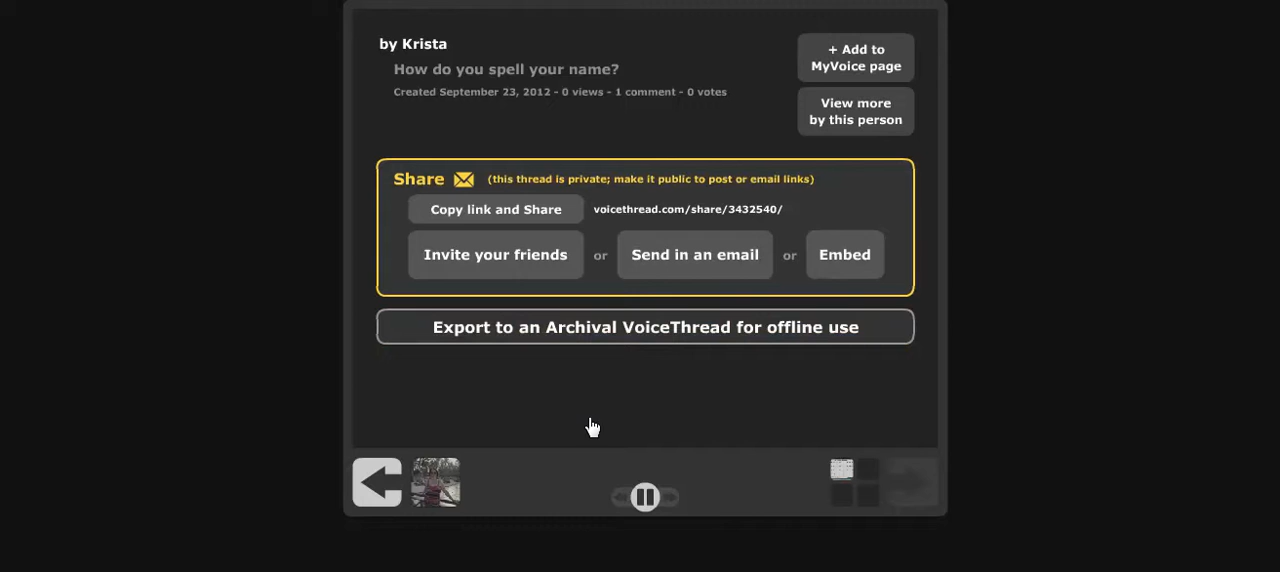 by Krista
How do you spell your name?
Created September 23, 2012 - 0 views - 1 comment - 0 votes
+ Add to
MyVoice page
View more
by this person
Share (this thread is private; make it public to post or email links)
Copy link and Share voicethread.com/share/3432540/
Invite your friends or Send in an email or Embed
Export to an Archival VoiceThread for offline use